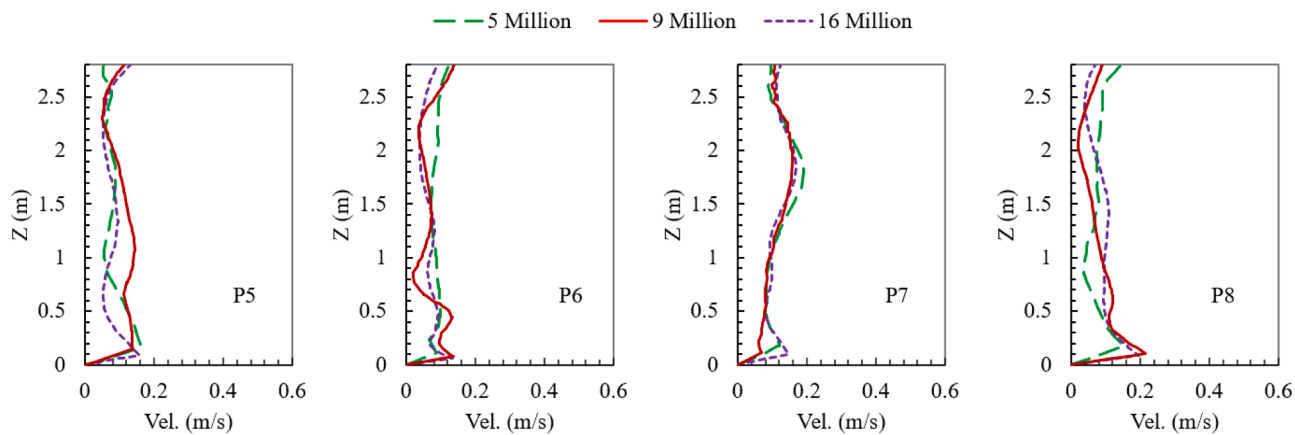 5 Million 9 Million 16 Million
2.5 2.5 2.5 2.5
2 2 2 2
Z (m) 1.5 Z (m) 1.5 Z (m) 1.5 Z (m) 1.5
1 1 1 1
0.5 P5 0.5 P6 0.5 P7 0.5 P8
0 0 0 0
0 0.2 0.4 0.6 0 0.2 0.4 0.6 0 0.2 0.4 0.6 0 0.2 0.4 0.6
Vel. (m/s) Vel. (m/s) Vel. (m/s) Vel. (m/s)